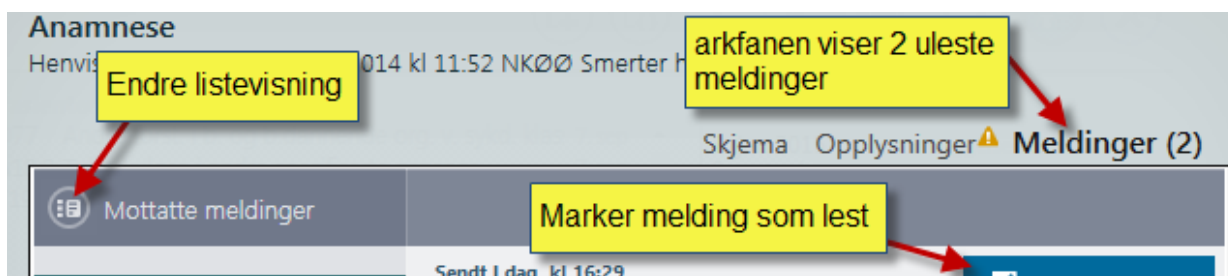 Anamnese
014 kl 11:52 NKØØ Smerter
Endre listevisning
arkfanen viser 2 uleste
meldinger
Skjema Opplysninger Meldinger (2)
Mottatte meldinger
Marker melding som lest
Sendt I dag, kl 16:29